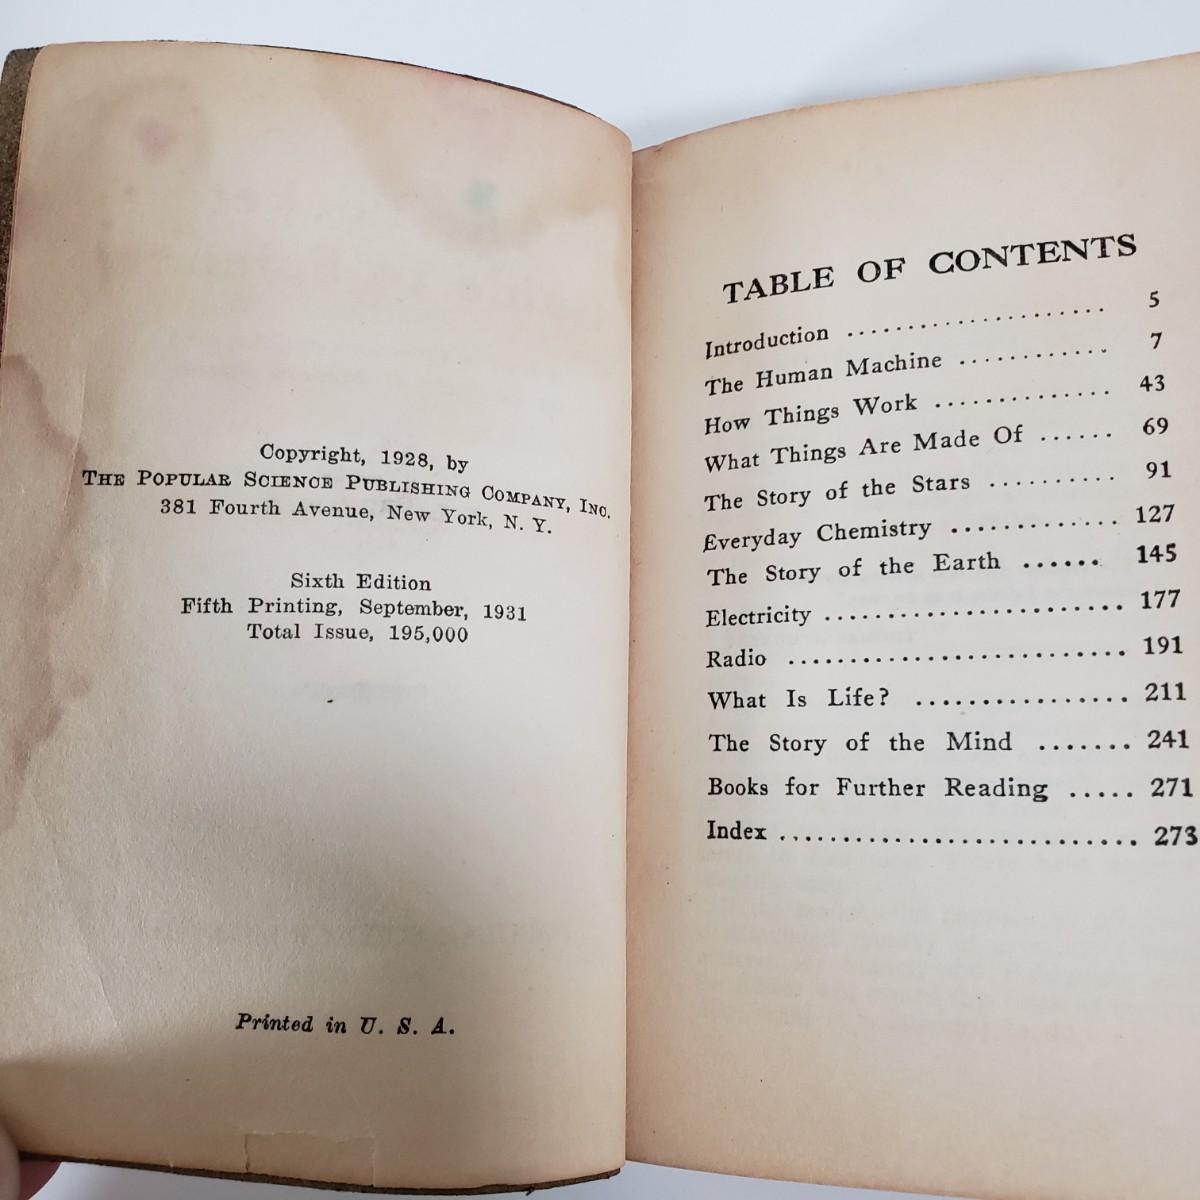 Copyright, 1928, by
THE POPULAR SCIENCE PUBLISHING COMPANY, INC.
381 Fourth Avenue, New York, N. Y.
Sixth Edition
Fifth Printing, September, 1931
Total Issue, 195,000
Printed in U. S. A.
TABLE OF CONTENTS
Introduction ...................... 5
The Human Machine ............ 7
How Things Work .............. 43
What Things Are Made Of ...... 69
The Story of the Stars .......... 91
Everyday Chemistry ............. 127
The Story of the Earth ...... 145
Electricity ........................ 177
Radio ........................... 191
What Is Life? ................ 211
The Story of the Mind ....... 241
Books for Further Reading ..... 271
Index ............................ 273